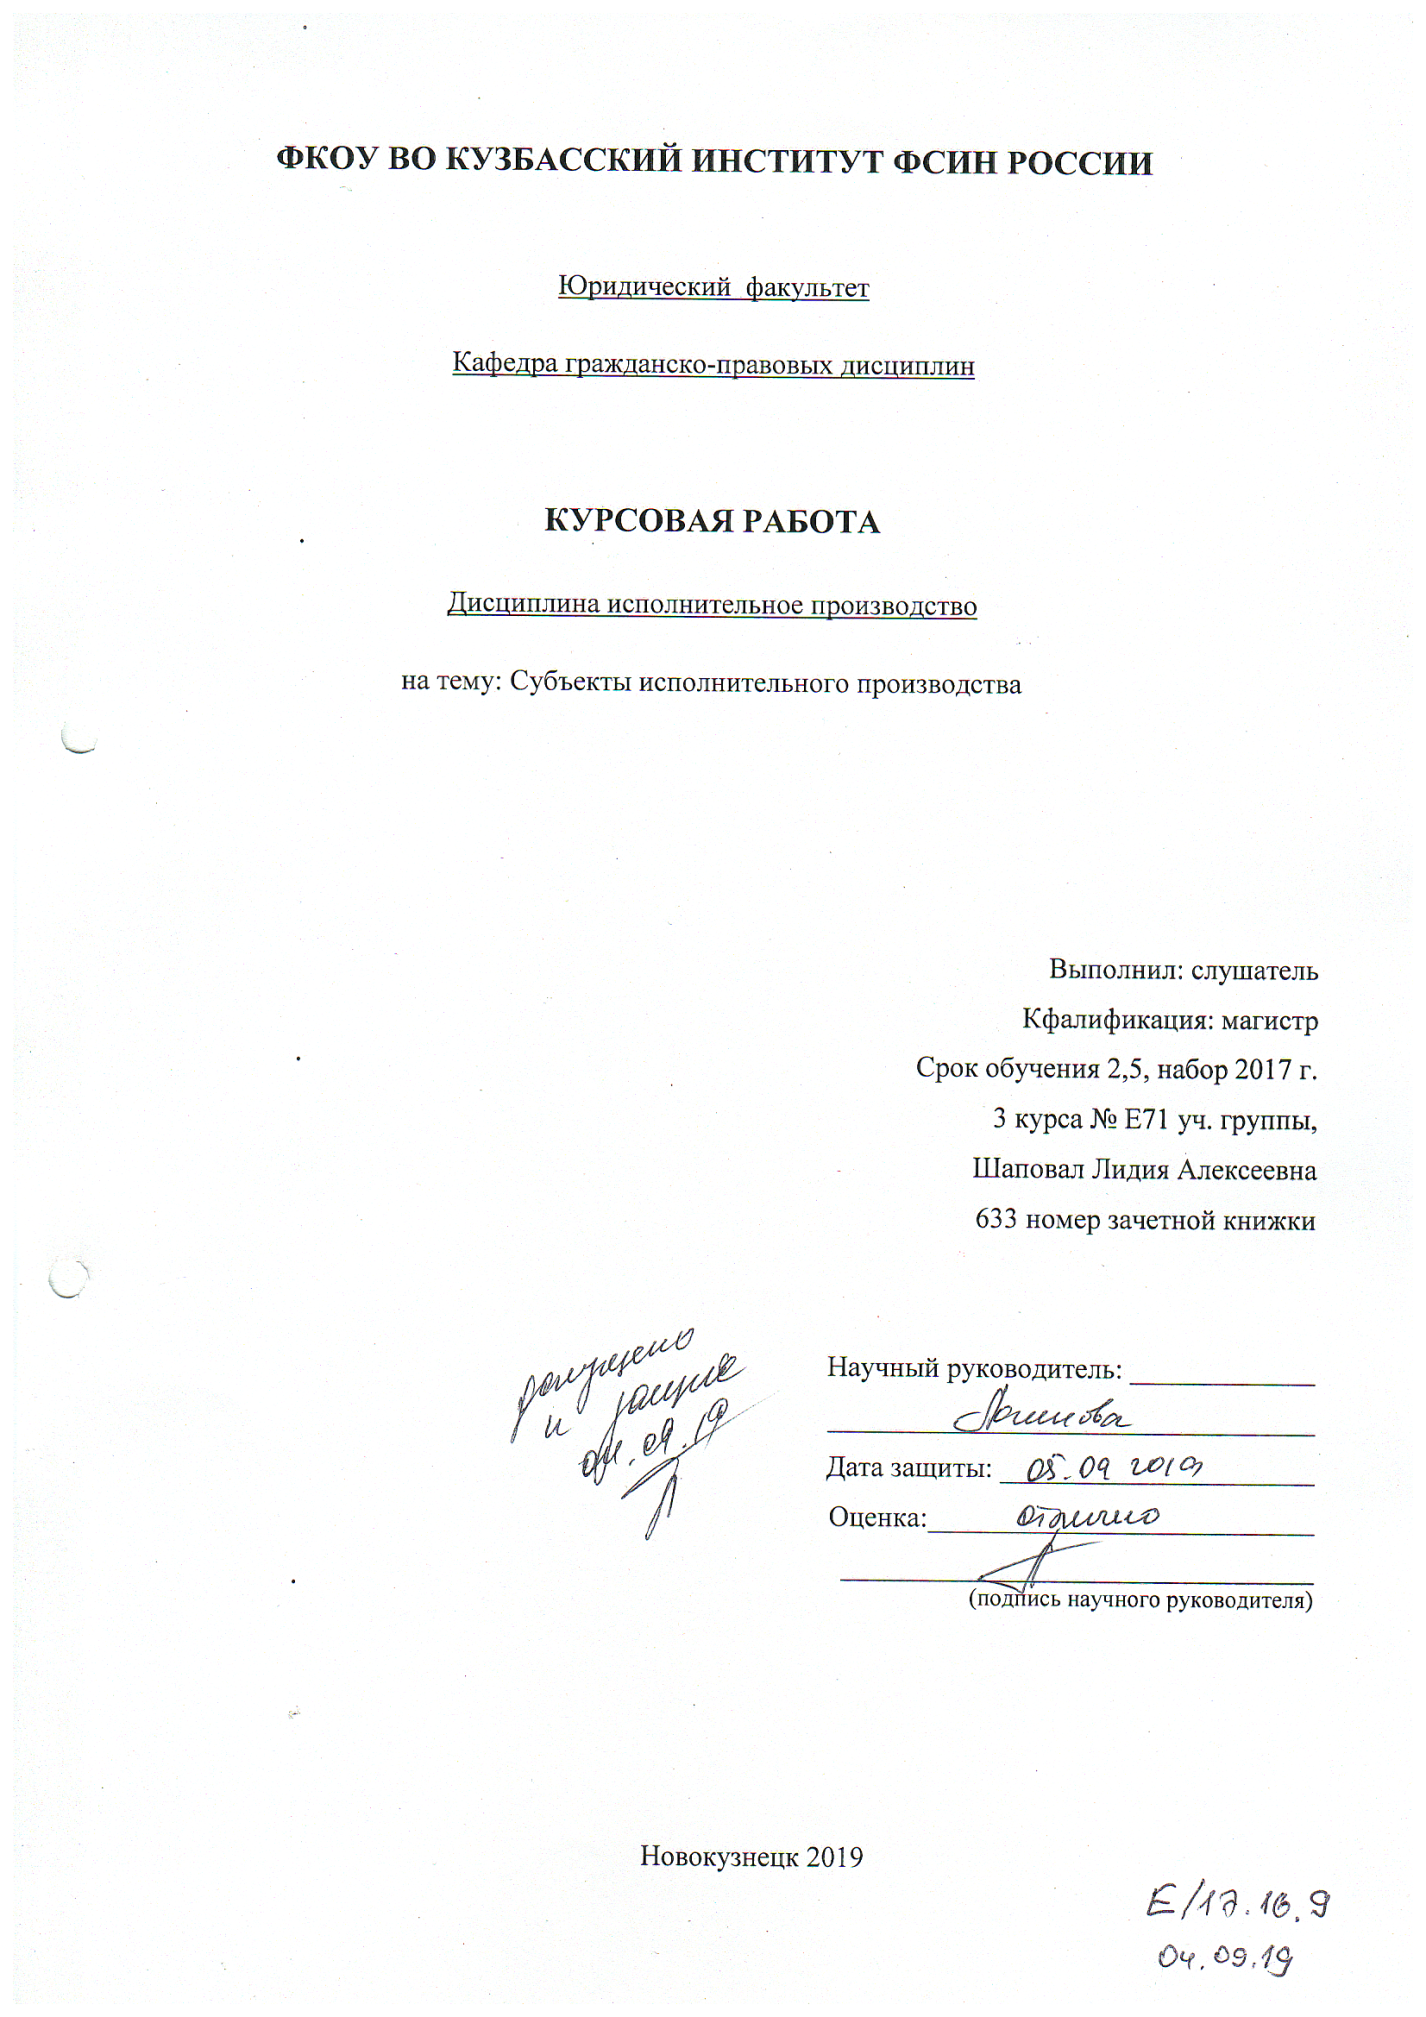 ФКОУ ВО КУЗБАССКИЙ ИНСТИТУТ ФСИН РОССИИ
Юридический факультет
Кафедра гражданско-правовых дисциплин
КУРСОВАЯ РАБОТА
Дисциплина исполнительное производство
на тему: Субъекты исполнительного производства
Выполнил: слушатель
Кфалификация: магистр
Срок обучения 2,5, набор 2017 г.
3 курса № Е71 уч. группы,
Шаповал Лидия Алексеевна
633 номер зачетной книжки
допущено
к защите
04.09.19
Научный руководитель:
Логинова
Дата защиты: 05.09 2019
Оценка: отлично
(подпись научного руководителя)
Новокузнецк 2019
Е/17.16.9
04.09.19